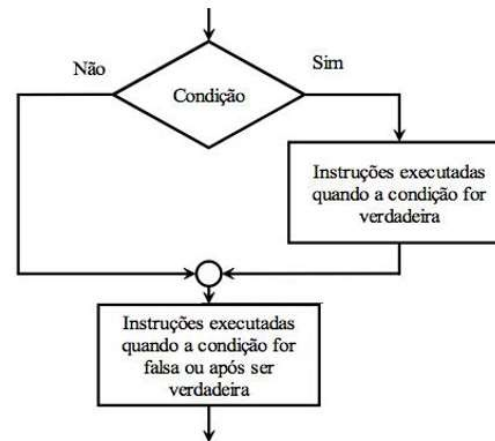 Não
Sim
Condição
Instruções executadas
quando a condição for
verdadeira
Instruções executadas
quando a condição for
falsa ou após ser
verdadeira